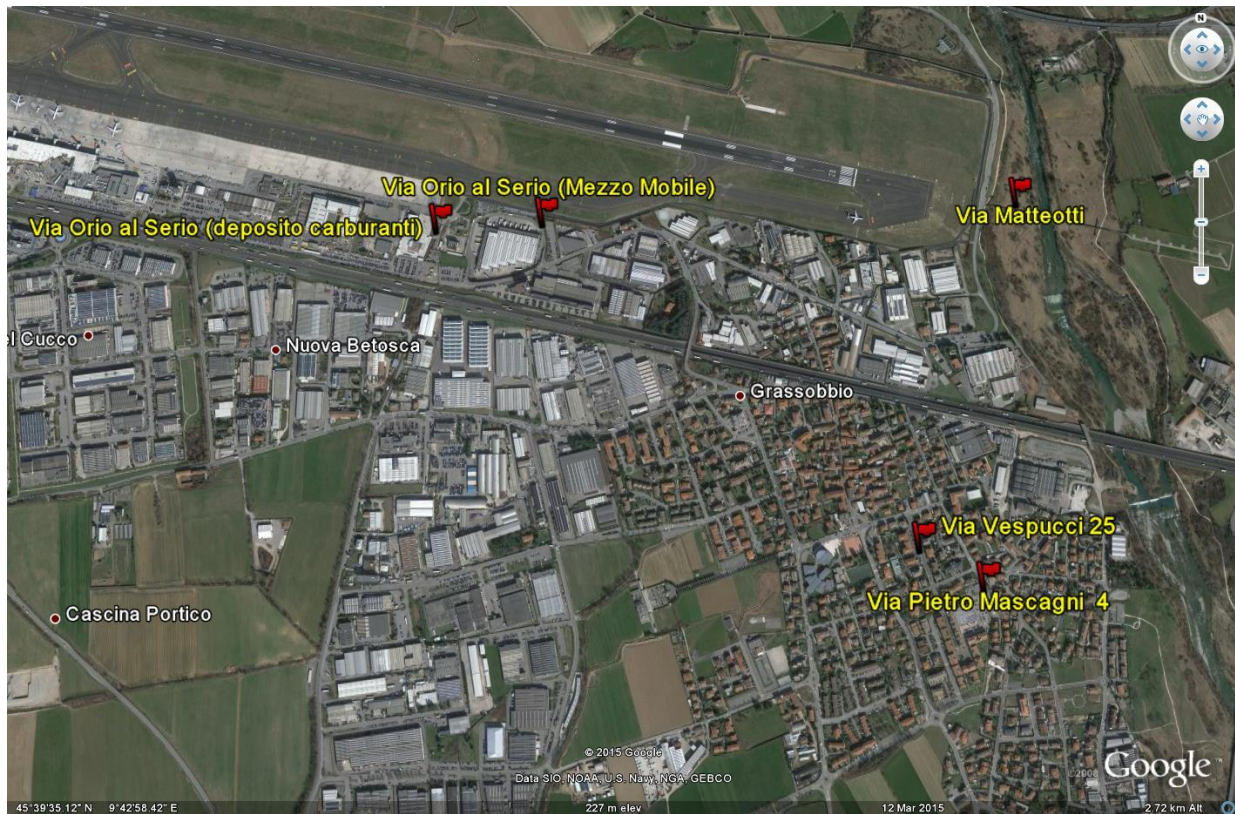 N
Via Orio al Serio (Mezzo Mobile)
Via Orio al Serio (deposito carburanti)
Via Matteotti
el Cucco
Nuova Betosca
Grassobbio
Via Vespucci 25
Via Pietro Mascagni 4
Cascina Portico
© 2015 Google
Data SIO, NOAA, U.S. Navy, NGA, GEBCO
©2008 Google
45°39'35.12" N 9°42'58.42" E
227 m elev
12 Mar 2015
2.72 km Alt